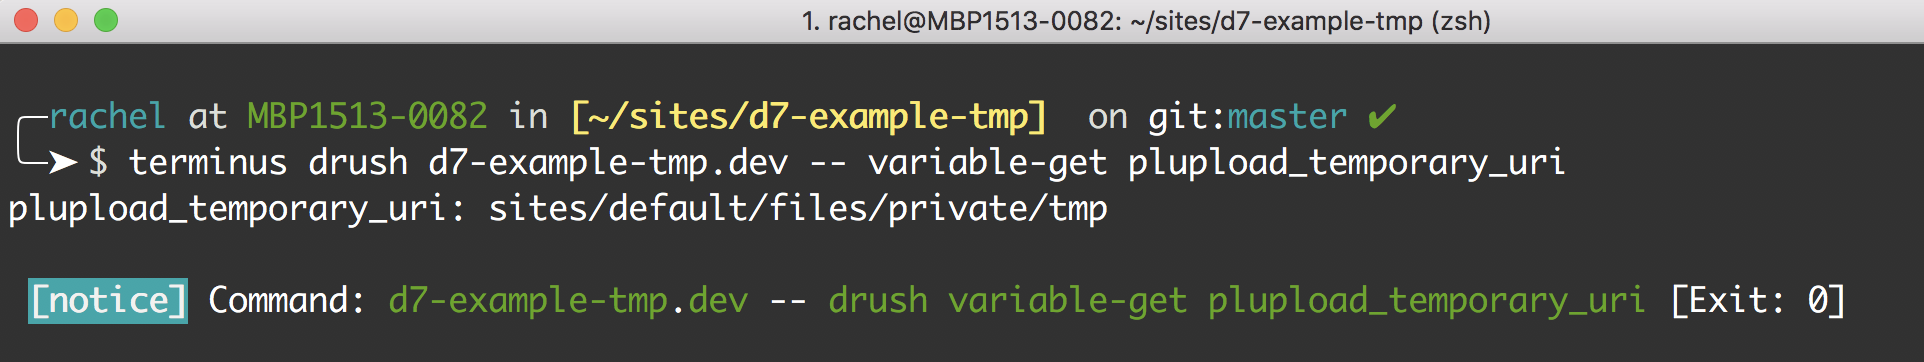 1. rachel@MBP1513-0082: ~/sites/d7-example-tmp (zsh)
rachel at MBP1513-0082 in [~/sites/d7-example-tmp] on git:master ✔
$ terminus drush d7-example-tmp.dev -- variable-get plupload_temporary_uri
plupload_temporary_uri: sites/default/files/private/tmp
[notice] Command: d7-example-tmp.dev -- drush variable-get plupload_temporary_uri [Exit: 0]